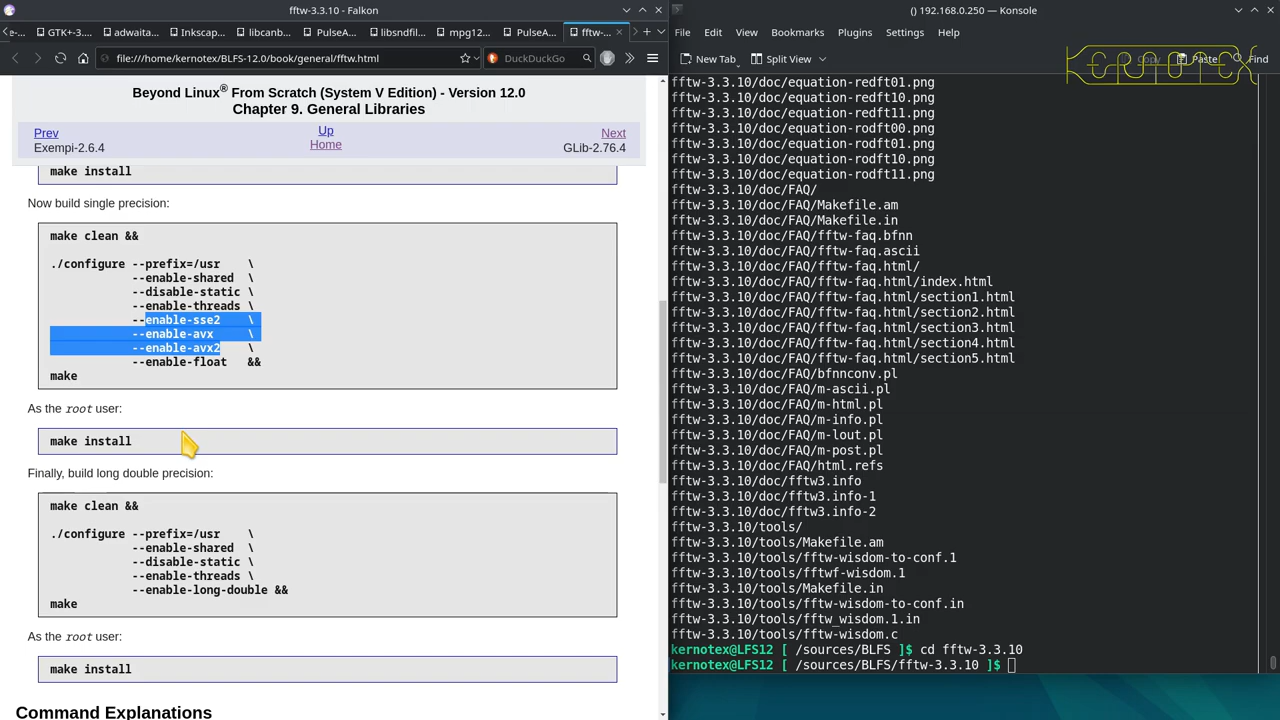 fftw-3.3.10 / Falkon
e-...
GTK+-3...
adwaita...
Inkscap...
libcanb...
PulseA...
libsndfil...
mpg12...
PulseA...
fftw-...
file:///home/kernotex/BLFS-12.0/book/general/fftw.html
DuckDuckGo
Beyond Linux® From Scratch (System V Edition) - Version 12.0
Chapter 9. General Libraries
Prev
Up
Next
Exempi-2.6.4
Home
GLib-2.76.4
make install
Now build single precision:
make clean &&
./configure --prefix=/usr \
--enable-shared \
--disable-static \
--enable-threads \
--enable-sse2 \
--enable-avx \
--enable-avx2 \
--enable-float &&
make
As the root user:
make install
Finally, build long double precision:
make clean &&
./configure --prefix=/usr \
--enable-shared \
--disable-static \
--enable-threads \
--enable-long-double &&
make
As the root user:
make install
Command Explanations
() 192.168.0.250 — Konsole
File Edit View Bookmarks Plugins Settings Help
New Tab Split View Copy Paste Find
kernotex
fftw-3.3.10/doc/equation-redft01.png
fftw-3.3.10/doc/equation-redft10.png
fftw-3.3.10/doc/equation-redft11.png
fftw-3.3.10/doc/equation-rodft00.png
fftw-3.3.10/doc/equation-rodft01.png
fftw-3.3.10/doc/equation-rodft10.png
fftw-3.3.10/doc/equation-rodft11.png
fftw-3.3.10/doc/FAQ/
fftw-3.3.10/doc/FAQ/Makefile.am
fftw-3.3.10/doc/FAQ/Makefile.in
fftw-3.3.10/doc/FAQ/fftw-faq.bfnn
fftw-3.3.10/doc/FAQ/fftw-faq.ascii
fftw-3.3.10/doc/FAQ/fftw-faq.html/
fftw-3.3.10/doc/FAQ/fftw-faq.html/index.html
fftw-3.3.10/doc/FAQ/fftw-faq.html/section1.html
fftw-3.3.10/doc/FAQ/fftw-faq.html/section2.html
fftw-3.3.10/doc/FAQ/fftw-faq.html/section3.html
fftw-3.3.10/doc/FAQ/fftw-faq.html/section4.html
fftw-3.3.10/doc/FAQ/fftw-faq.html/section5.html
fftw-3.3.10/doc/FAQ/bfnnconv.pl
fftw-3.3.10/doc/FAQ/m-ascii.pl
fftw-3.3.10/doc/FAQ/m-html.pl
fftw-3.3.10/doc/FAQ/m-info.pl
fftw-3.3.10/doc/FAQ/m-lout.pl
fftw-3.3.10/doc/FAQ/m-post.pl
fftw-3.3.10/doc/FAQ/html.refs
fftw-3.3.10/doc/fftw3.info
fftw-3.3.10/doc/fftw3.info-1
fftw-3.3.10/doc/fftw3.info-2
fftw-3.3.10/tools/
fftw-3.3.10/tools/Makefile.am
fftw-3.3.10/tools/fftw-wisdom-to-conf.1
fftw-3.3.10/tools/fftwf-wisdom.1
fftw-3.3.10/tools/Makefile.in
fftw-3.3.10/tools/fftw-wisdom-to-conf.in
fftw-3.3.10/tools/fftw_wisdom.1.in
fftw-3.3.10/tools/fftw-wisdom.c
kernotex@LFS12 [ /sources/BLFS ]$ cd fftw-3.3.10
kernotex@LFS12 [ /sources/BLFS/fftw-3.3.10 ]$